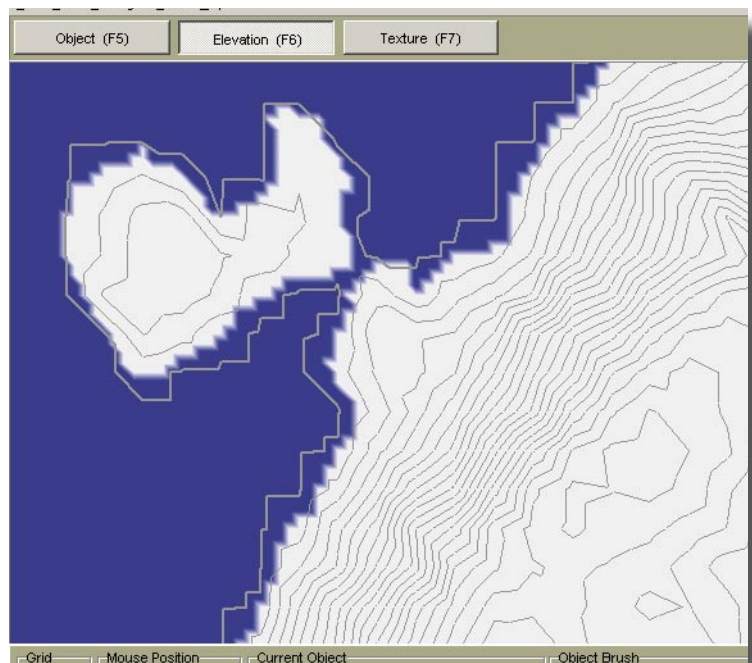 Object (F5)
Elevation (F6)
Texture (F7)
Grid
Mouse Position
Current Object
Object Brush